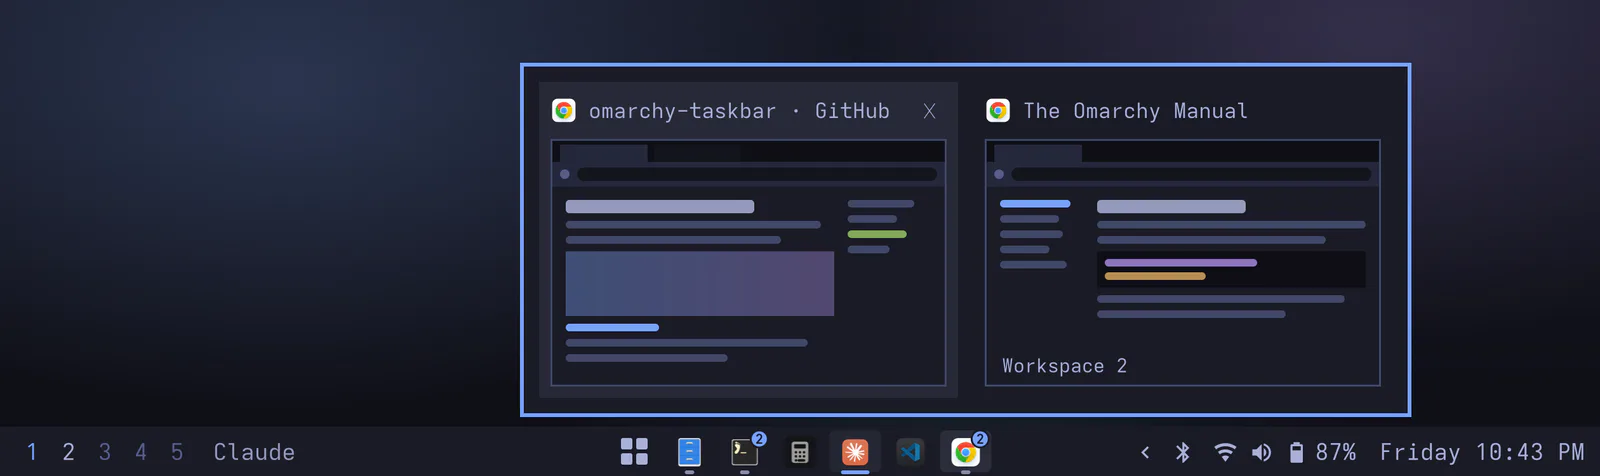 omarchy-taskbar · GitHub X
The Omarchy Manual
Workspace 2
1 2 3 4 5 Claude
2
2
87% Friday 10:43 PM